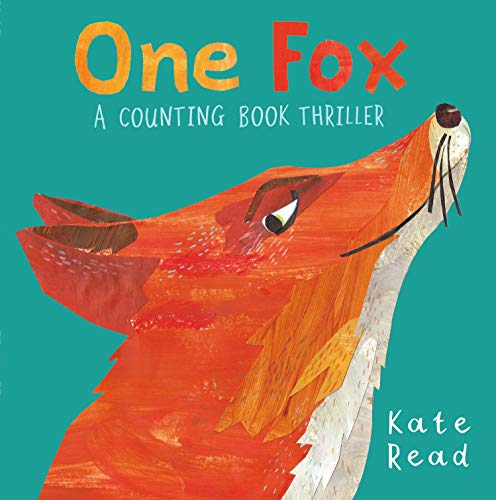 One Fox
A COUNTING BOOK THRILLER
Kate
Read